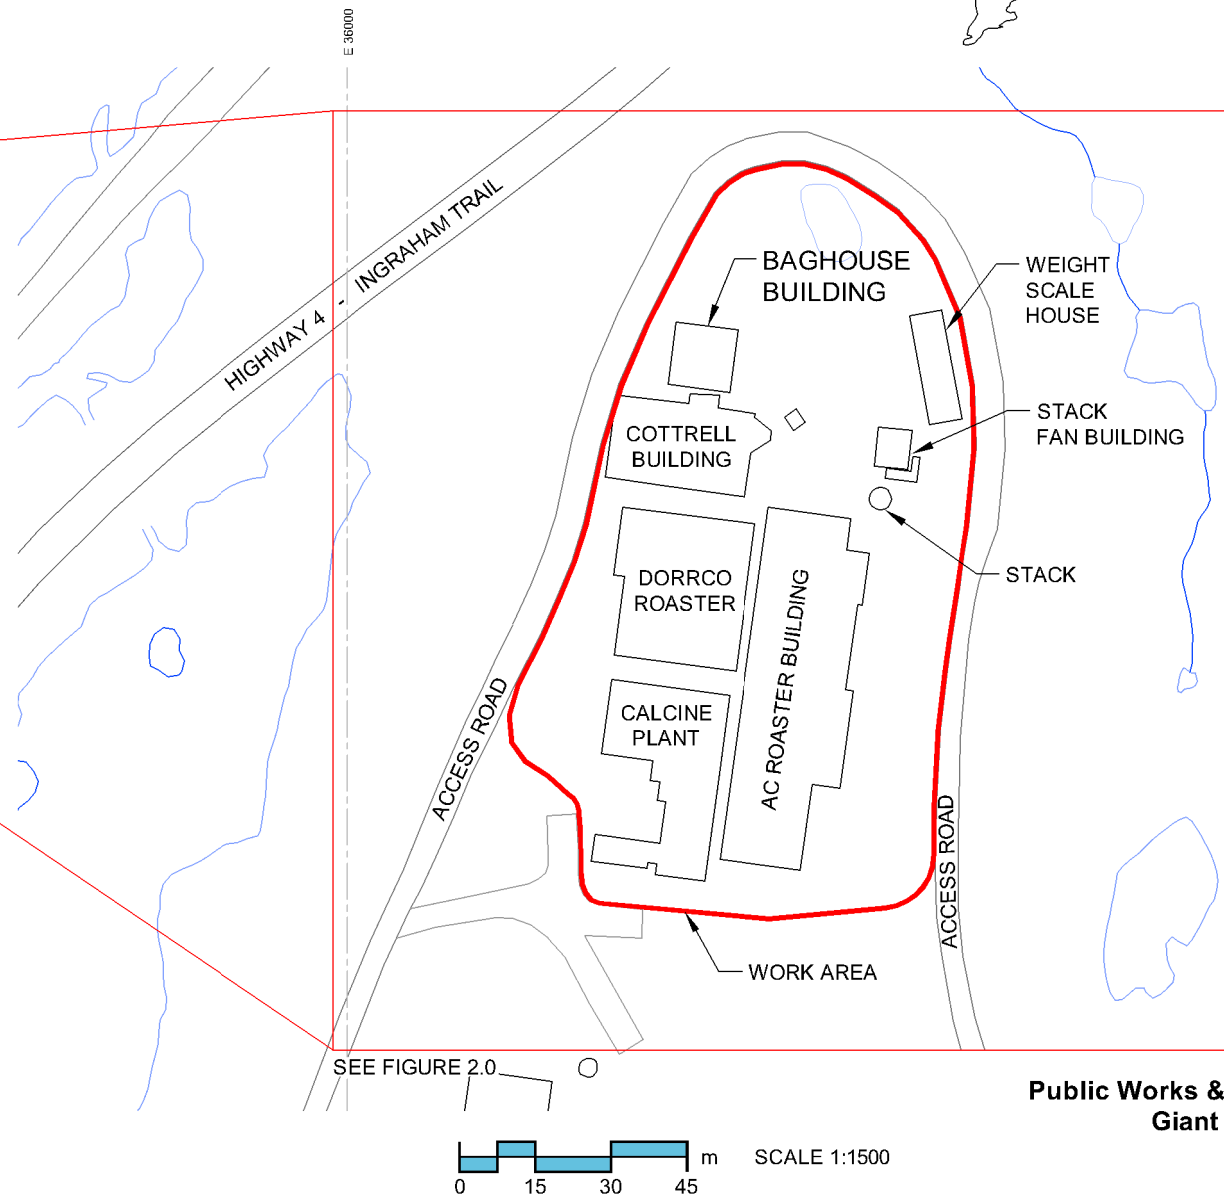 E 36000
HIGHWAY 4 - INGRAHAM TRAIL
BAGHOUSE
BUILDING
WEIGHT
SCALE
HOUSE
STACK
FAN BUILDING
COTTRELL
BUILDING
STACK
DORRCO
ROASTER
AC ROASTER BUILDING
CALCINE
PLANT
ACCESS ROAD
ACCESS ROAD
WORK AREA
SEE FIGURE 2.0
Public Works &
Giant
m
SCALE 1:1500
0 15 30 45